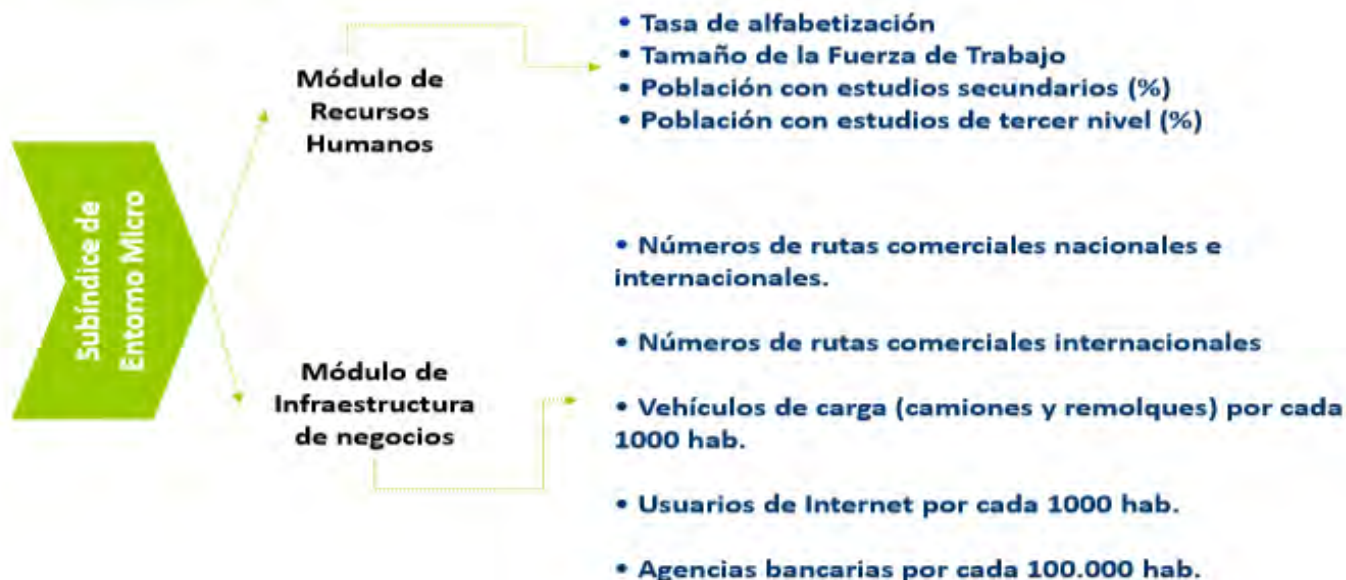 Subíndice de
Entorno Micro
Módulo de
Recursos
Humanos
• Tasa de alfabetización
• Tamaño de la Fuerza de Trabajo
• Población con estudios secundarios (%)
• Población con estudios de tercer nivel (%)
Módulo de
Infraestructura
de negocios
• Números de rutas comerciales nacionales e
internacionales.
• Números de rutas comerciales internacionales
• Vehículos de carga (camiones y remolques) por cada
1000 hab.
• Usuarios de Internet por cada 1000 hab.
• Agencias bancarias por cada 100.000 hab.